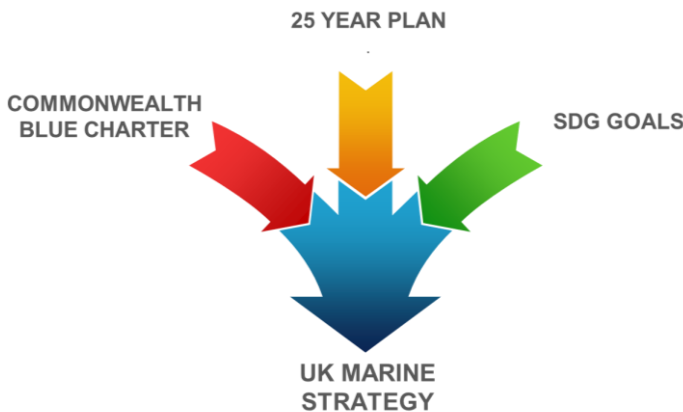 25 YEAR PLAN
COMMONWEALTH
BLUE CHARTER
SDG GOALS
UK MARINE
STRATEGY